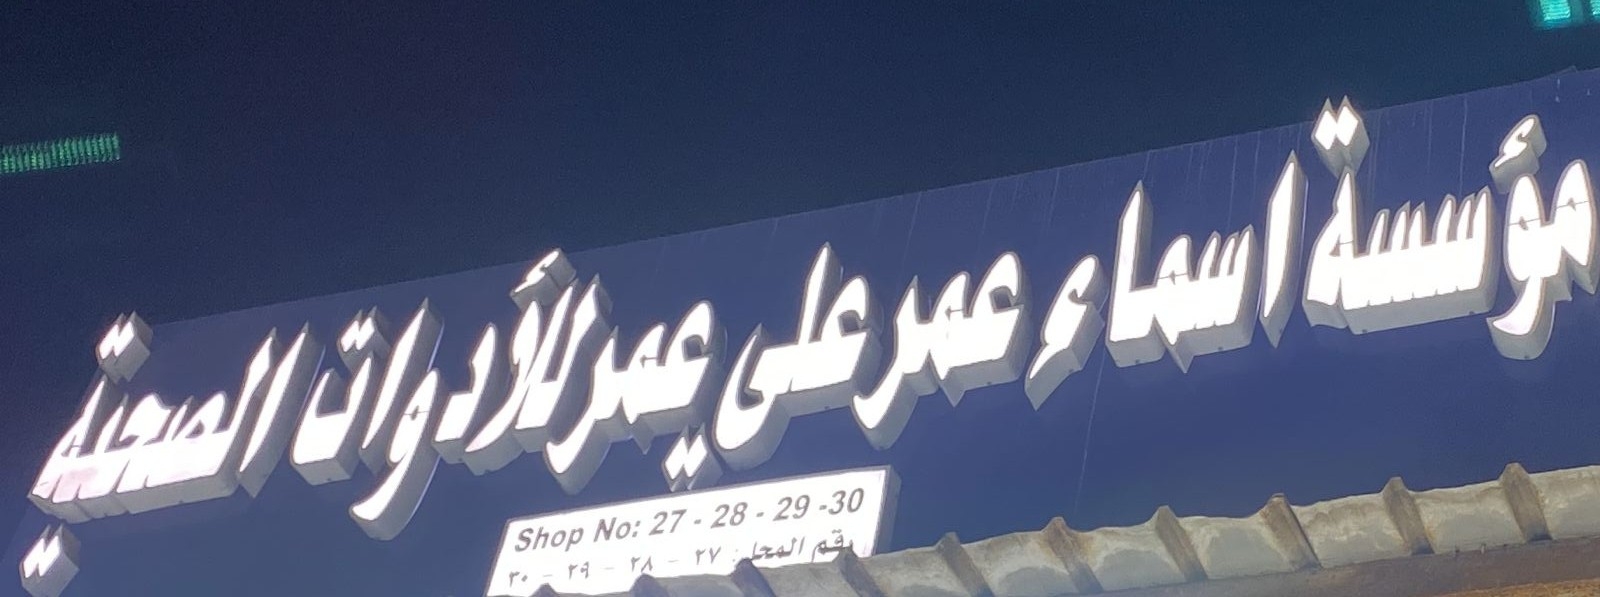 مؤسسة اسماء عمر على عمر للأدوات الصحية
Shop No: 27 - 28 - 29 -30
رقم المحل: ٢٧ - ٢٨ - ٢٩ - ٣٠